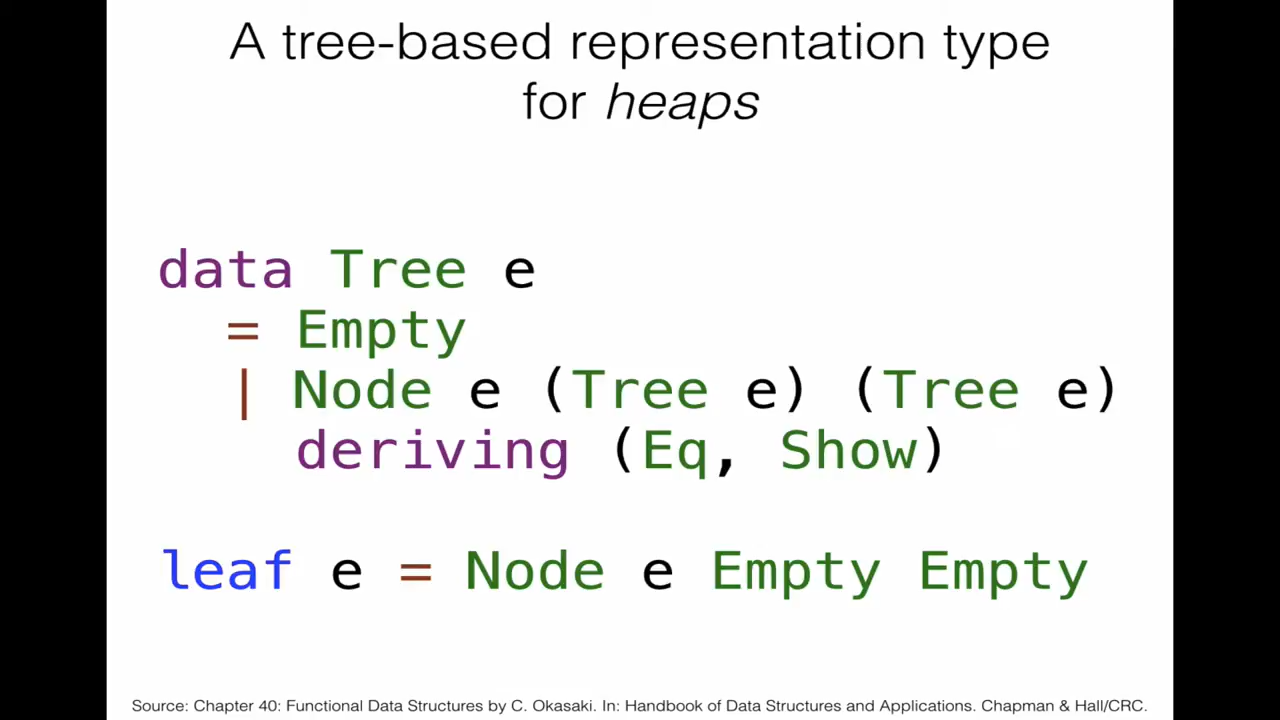 A tree-based representation type
for heaps
data Tree e
= Empty
| Node e (Tree e) (Tree e)
deriving (Eq, Show)
leaf e = Node e Empty Empty
Source: Chapter 40: Functional Data Structures by C. Okasaki. In: Handbook of Data Structures and Applications. Chapman & Hall/CRC.